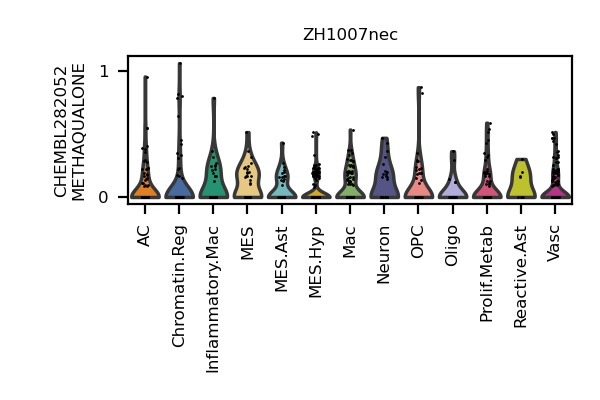 ZH1007nec
CHEMBL282052
METHAQUALONE
1
0
AC
Chromatin.Reg
Inflammatory.Mac
MES
MES.Ast
MES.Hyp
Mac
Neuron
OPC
Oligo
Prolif.Metab
Reactive.Ast
Vasc